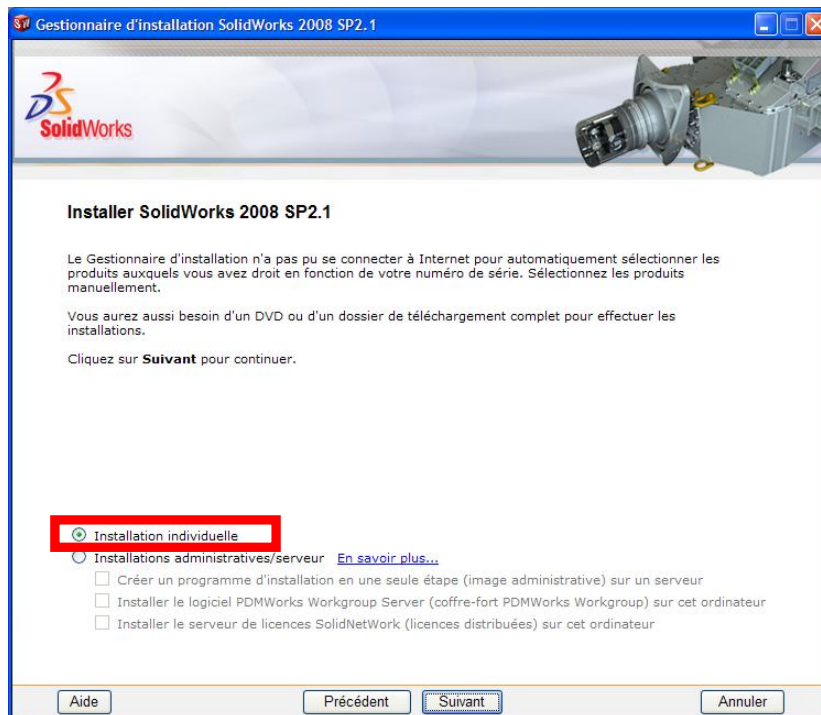 Gestionnaire d'installation SolidWorks 2008 SP2.1
SolidWorks
Installer SolidWorks 2008 SP2.1
Le Gestionnaire d'installation n'a pas pu se connecter à Internet pour automatiquement sélectionner les
produits auxquels vous avez droit en fonction de votre numéro de série. Sélectionnez les produits
manuellement.
Vous aurez aussi besoin d'un DVD ou d'un dossier de téléchargement complet pour effectuer les
installations.
Cliquez sur Suivant pour continuer.
Installation individuelle
Installations administratives/serveur En savoir plus...
Créer un programme d'installation en une seule étape (image administrative) sur un serveur
Installer le logiciel PDMWorks Workgroup Server (coffre-fort PDMWorks Workgroup) sur cet ordinateur
Installer le serveur de licences SolidNetWork (licences distribuées) sur cet ordinateur
Aide Précédent Suivant Annuler